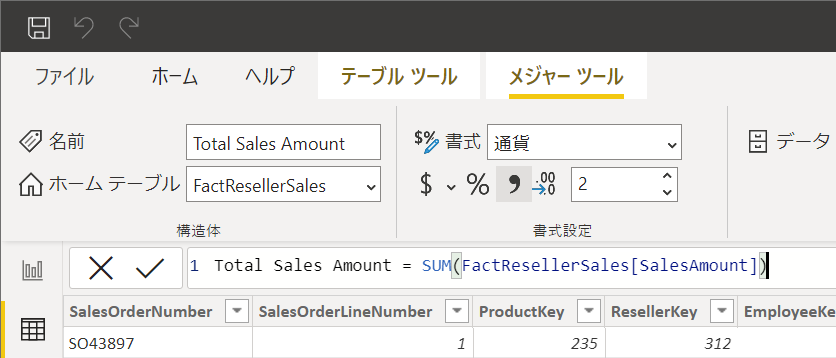 ファイル ホーム ヘルプ テーブル ツール メジャー ツール
名前 Total Sales Amount $% 書式 通貨 データ
ホーム テーブル FactResellerSales $ % , .00 →0 2
構造体 書式設定
1 Total Sales Amount = SUM(FactResellerSales[SalesAmount])
SalesOrderNumber SalesOrderLineNumber ProductKey ResellerKey EmployeeKe
SO43897 1 235 312